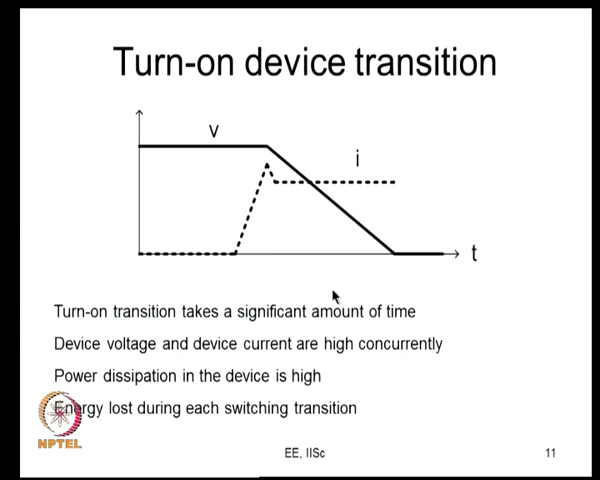 Turn-on device transition
v
i
t
Turn-on transition takes a significant amount of time
Device voltage and device current are high concurrently
Power dissipation in the device is high
Energy lost during each switching transition
NPTEL
EE, IISc
11